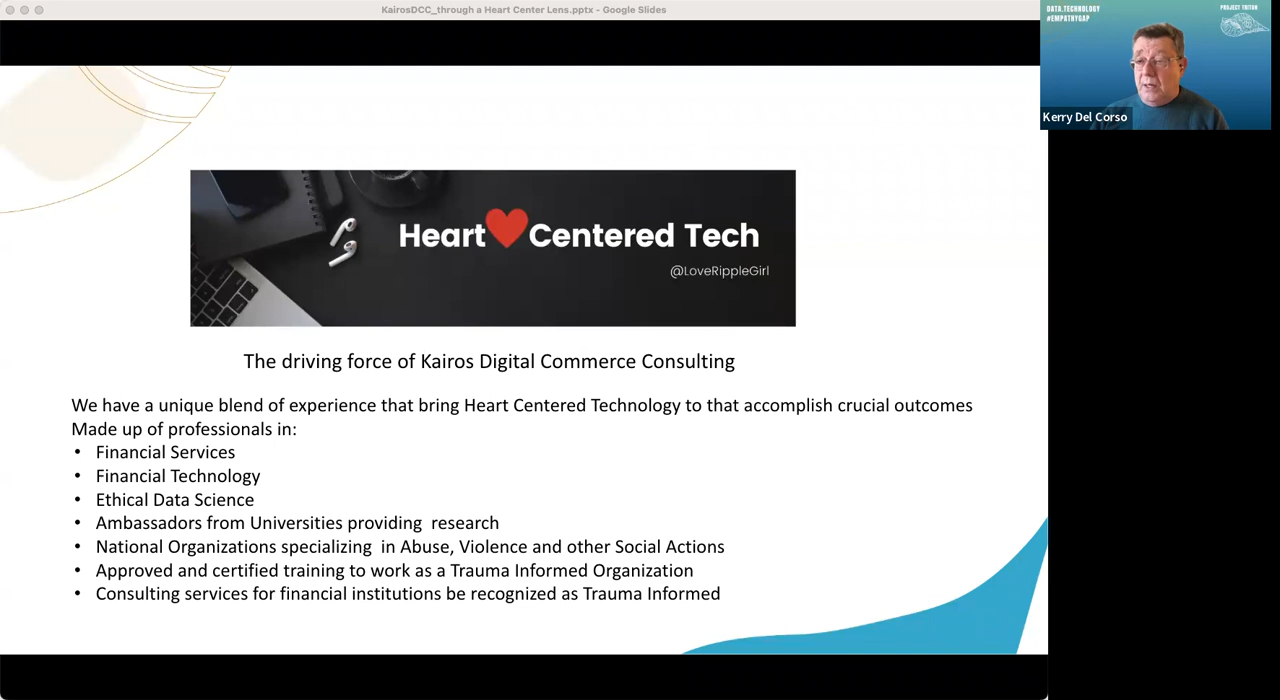 KairosDCC_through a Heart Center Lens.pptx - Google Slides
DATA.TECHNOLOGY
#EMPATHYGAP
PROJECT TRITON
Kerry Del Corso
Heart❤Centered Tech
@LoveRippleGirl
The driving force of Kairos Digital Commerce Consulting
We have a unique blend of experience that bring Heart Centered Technology to that accomplish crucial outcomes
Made up of professionals in:
• Financial Services
• Financial Technology
• Ethical Data Science
• Ambassadors from Universities providing  research
• National Organizations specializing  in Abuse, Violence and other Social Actions
• Approved and certified training to work as a Trauma Informed Organization
• Consulting services for financial institutions be recognized as Trauma Informed